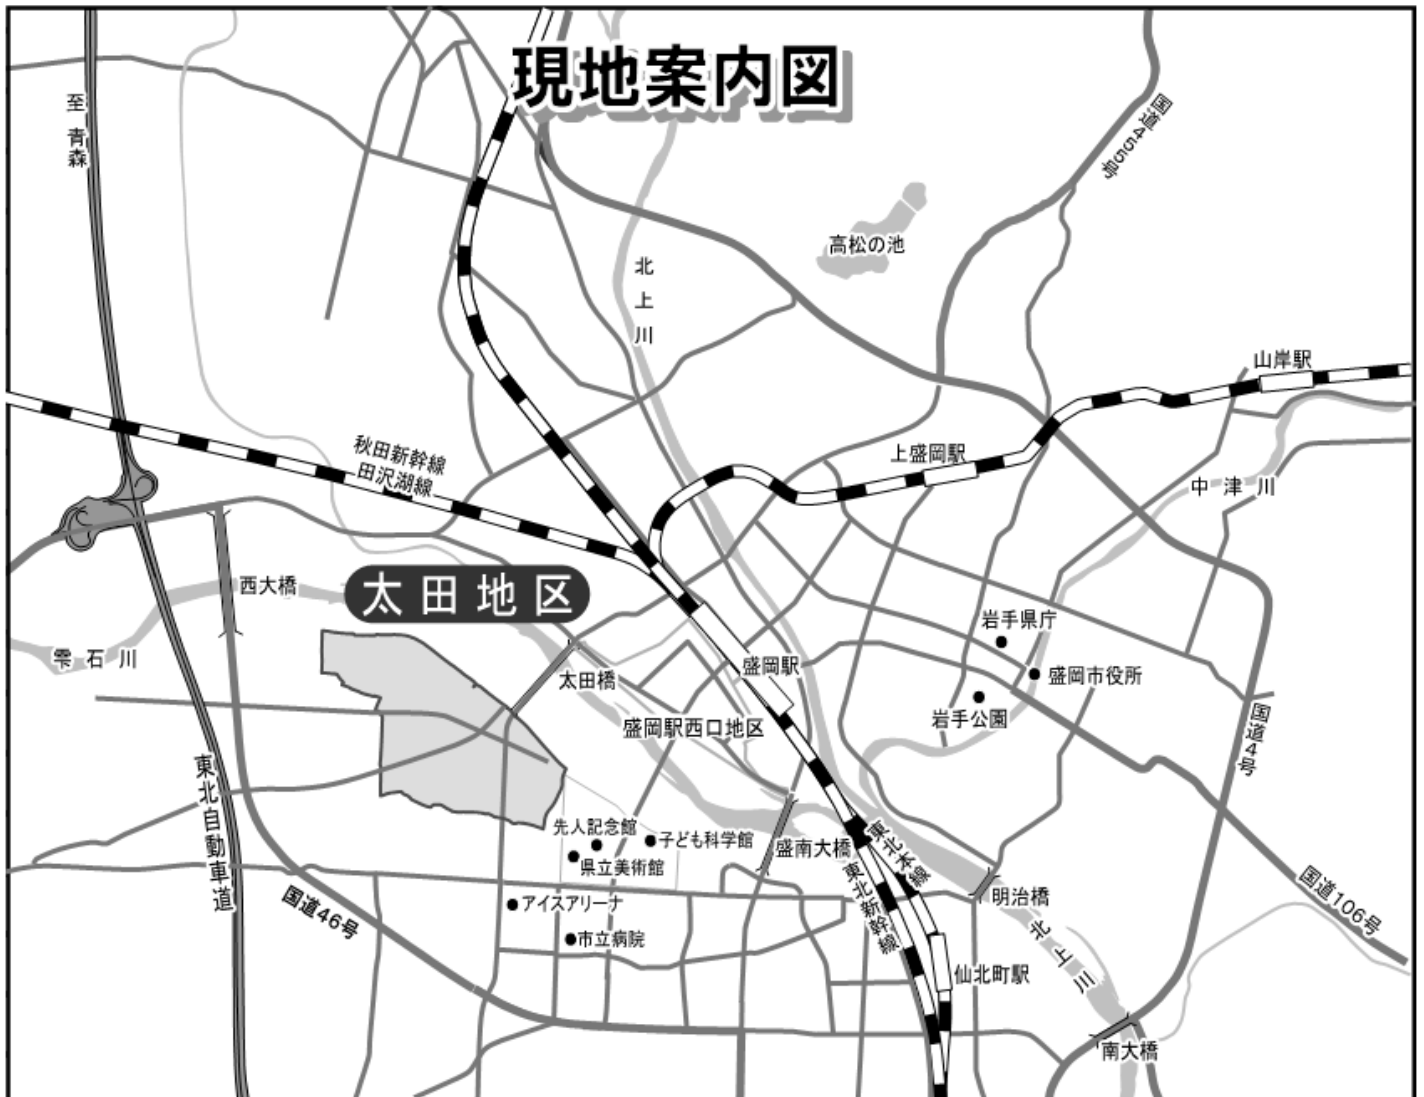 現地案内図
至青森
国道455号
高松の池
北上川
山岸駅
秋田新幹線
田沢湖線
上盛岡駅
中津川
西大橋
太田地区
雫石川
岩手県庁
盛岡市役所
岩手公園
盛岡駅
太田橋
盛岡駅西口地区
国道4号
東北自動車道
先人記念館
子ども科学館
県立美術館
盛南大橋
東北本線
東北新幹線
国道46号
アイスアリーナ
市立病院
明治橋
国道106号
北上川
仙北町駅
南大橋